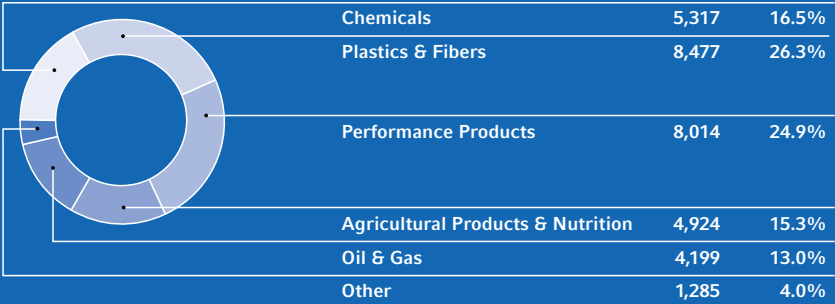 Chemicals 5,317 16.5%
Plastics & Fibers 8,477 26.3%
Performance Products 8,014 24.9%
Agricultural Products & Nutrition 4,924 15.3%
Oil & Gas 4,199 13.0%
Other 1,285 4.0%